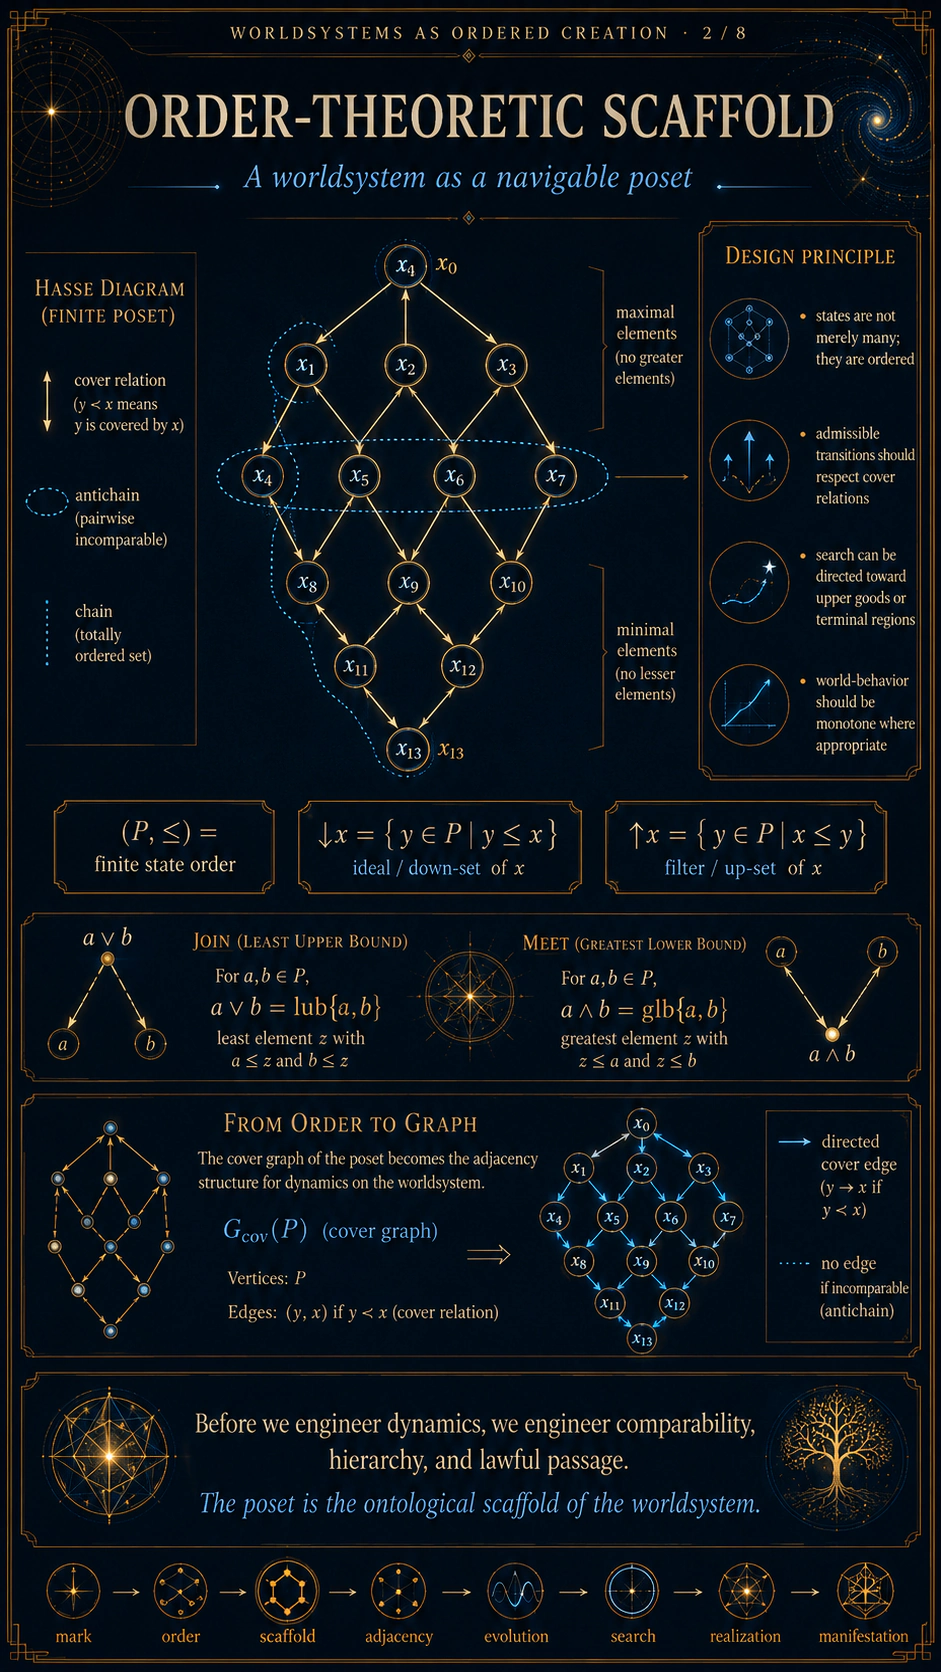 WORLDSYSTEMS AS ORDERED CREATION · 2 / 8
ORDER-THEORETIC SCAFFOLD
A worldsystem as a navigable poset
HASSE DIAGRAM
(FINITE POSET)
cover relation
(y < x means
y is covered by x)
antichain
(pairwise
incomparable)
chain
(totally
ordered set)
x₄ x₀
x₁ x₂ x₃
x₄ x₅ x₆ x₇
x₈ x₉ x₁₀
x₁₁ x₁₂
x₁₃ x₁₃
maximal
elements
(no greater
elements)
minimal
elements
(no lesser
elements)
DESIGN PRINCIPLE
• states are not
merely many;
they are ordered
• admissible
transitions should
respect cover
relations
• search can be
directed toward
upper goods or
terminal regions
• world-behavior
should be
monotone where
appropriate
(P, ≤) =
finite state order
↓x = { y ∈ P | y ≤ x }
ideal / down-set of x
↑x = { y ∈ P | x ≤ y }
filter / up-set of x
a ∨ b
a b
JOIN (LEAST UPPER BOUND)
For a, b ∈ P,
a ∨ b = lub{a, b}
least element z with
a ≤ z and b ≤ z
MEET (GREATEST LOWER BOUND)
For a, b ∈ P,
a ∧ b = glb{a, b}
greatest element z with
z ≤ a and z ≤ b
a b
a ∧ b
FROM ORDER TO GRAPH
The cover graph of the poset becomes the adjacency
structure for dynamics on the worldsystem.
G_cov(P) (cover graph)
Vertices: P
Edges: (y, x) if y < x (cover relation)
⇒
x₀
x₁ x₂ x₃
x₄ x₅ x₆ x₇
x₈ x₉ x₁₀
x₁₁ x₁₂
x₁₃
directed
cover edge
(y → x if
y < x)
no edge
if incomparable
(antichain)
Before we engineer dynamics, we engineer comparability,
hierarchy, and lawful passage.
The poset is the ontological scaffold of the worldsystem.
mark order scaffold adjacency evolution search realization manifestation